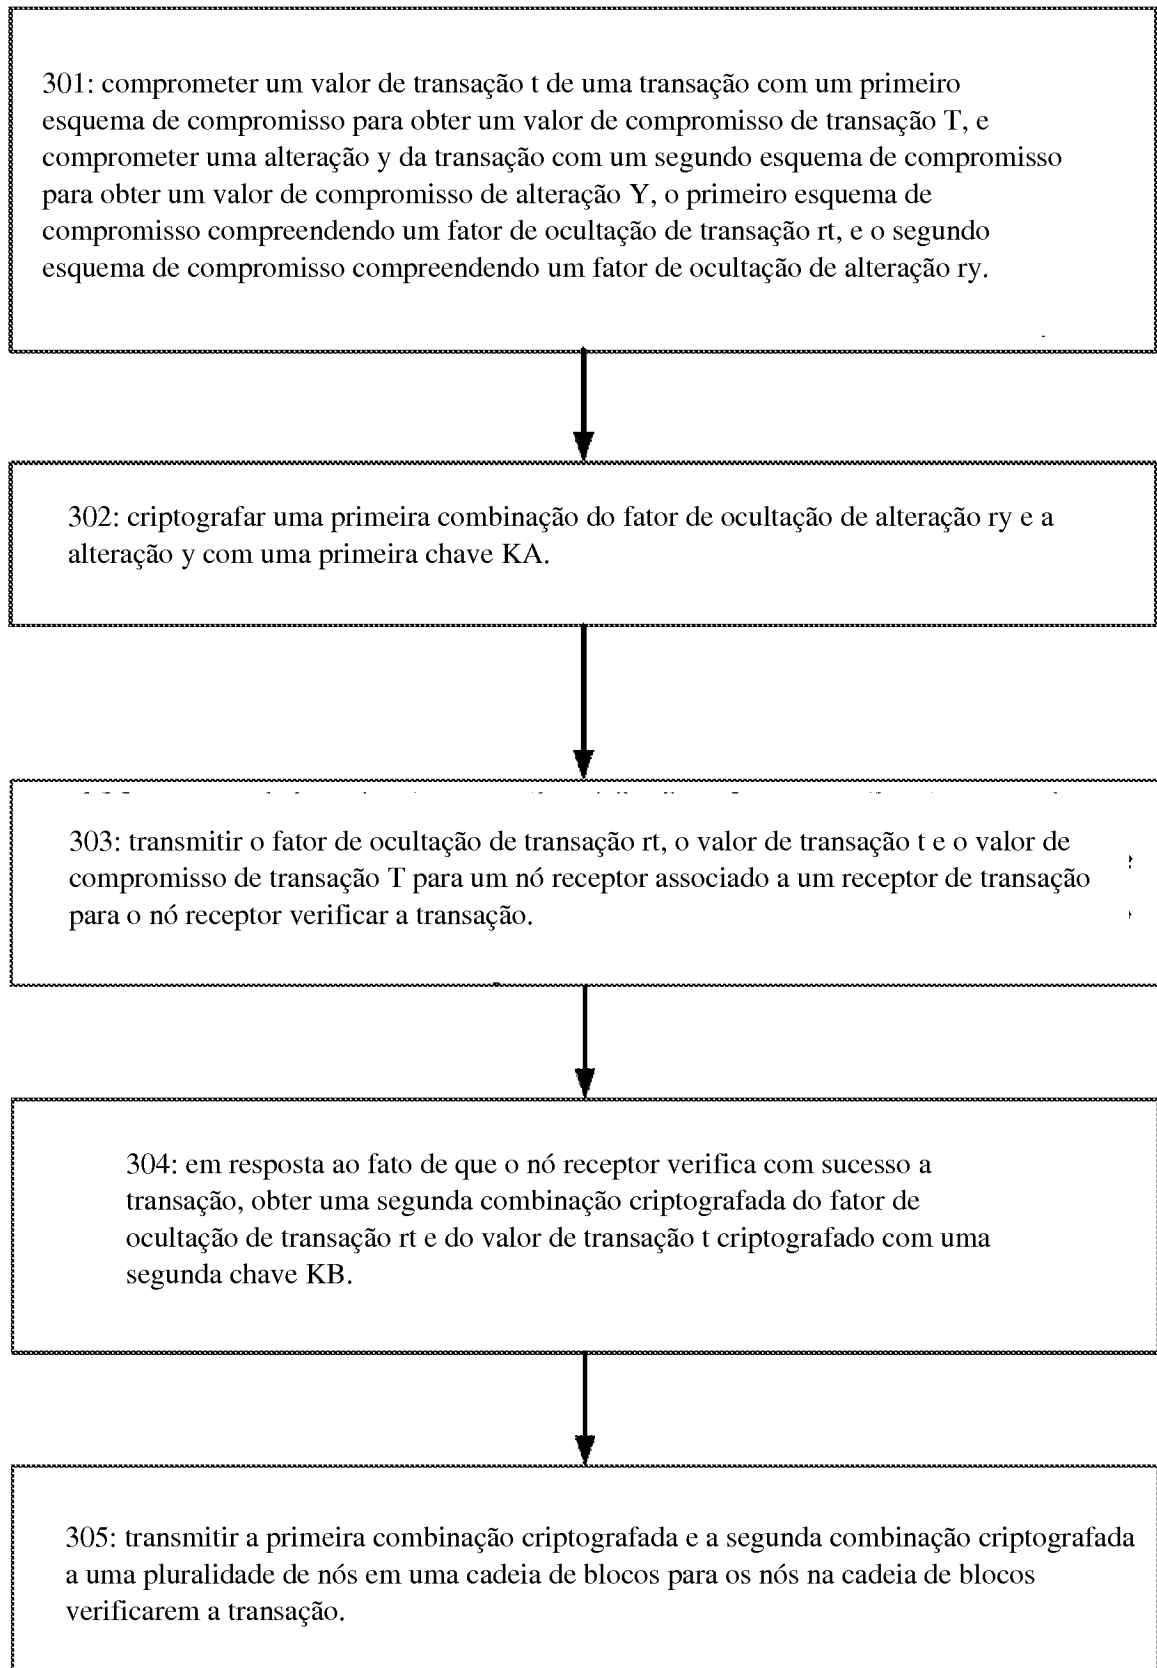 301: comprometer um valor de transação t de uma transação com um primeiro
esquema de compromisso para obter um valor de compromisso de transação T, e
comprometer uma alteração y da transação com um segundo esquema de compromisso
para obter um valor de compromisso de alteração Y, o primeiro esquema de
compromisso compreendendo um fator de ocultação de transação rt, e o segundo
esquema de compromisso compreendendo um fator de ocultação de alteração ry.
302: criptografar uma primeira combinação do fator de ocultação de alteração ry e a
alteração y com uma primeira chave KA.
303: transmitir o fator de ocultação de transação rt, o valor de transação t e o valor de
compromisso de transação T para um nó receptor associado a um receptor de transação
para o nó receptor verificar a transação.
304: em resposta ao fato de que o nó receptor verifica com sucesso a
transação, obter uma segunda combinação criptografada do fator de
ocultação de transação rt e do valor de transação t criptografado com uma
segunda chave KB.
305: transmitir a primeira combinação criptografada e a segunda combinação criptografada
a uma pluralidade de nós em uma cadeia de blocos para os nós na cadeia de blocos
verificarem a transação.